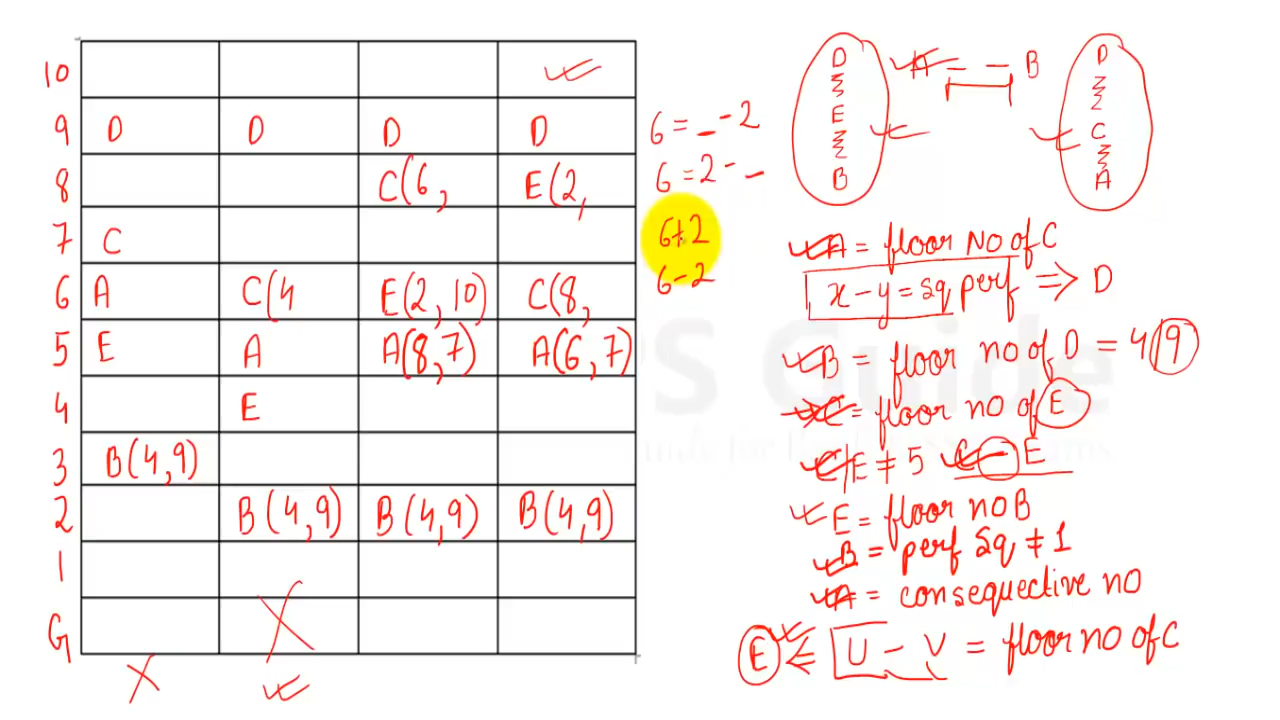 10
9 D D D D
8 C(6, E(2,
7 C
6 A C(4 E(2, 10) C(8,
5 E A A(8,7) A(6,7)
4 E
3 B(4,9)
2 B(4,9) B(4,9) B(4,9)
1
G
6 = _ - 2
6 = 2 - _
6+2
6-2
D
E
B
A _ _ B
D
C
A
A = floor No of C
x - y = sq perf ⇒ D
B = floor no of D = 4/9
C = floor no of E
C/E ≠ 5 C - E
E = floor no B
B = perf sq ≠ 1
A = consequective no
E ⇐ U - V = floor no of C
S Guide